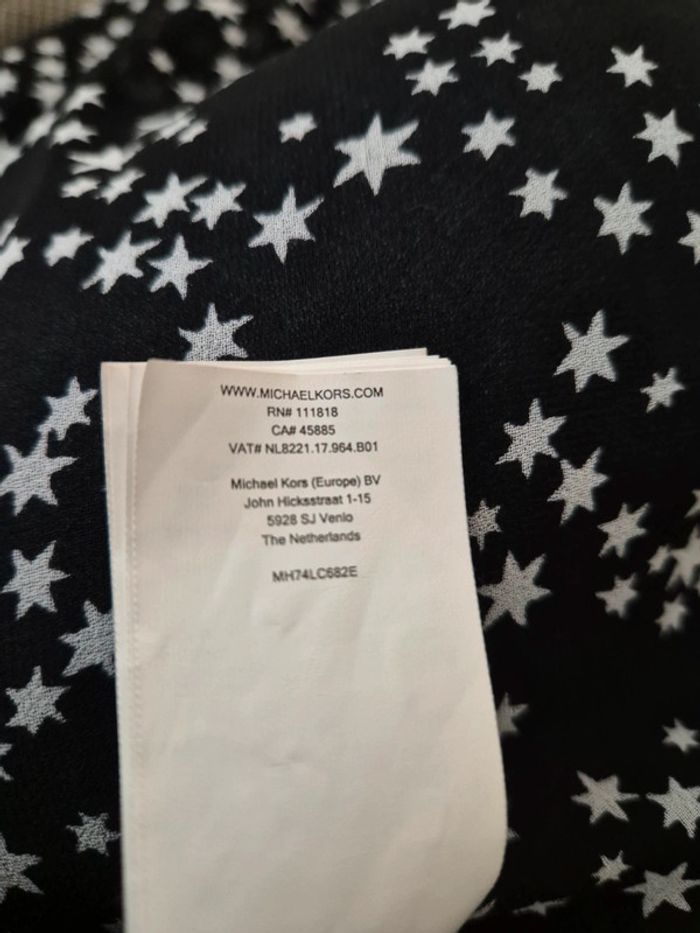 WWW.MICHAELKORS.COM
RN# 111818
CA# 45885
VAT# NL8221.17.964.B01
Michael Kors (Europe) BV
John Hicksstraat 1-15
5928 SJ Venlo
The Netherlands
MH74LC682E